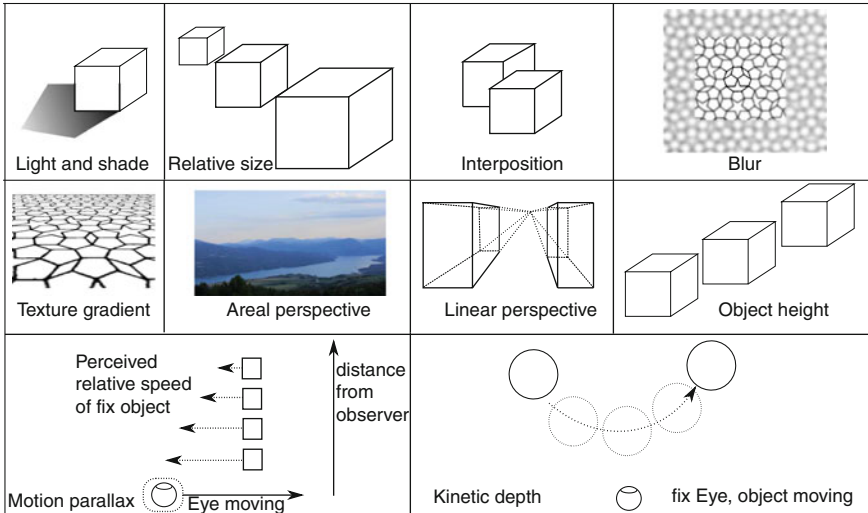 Light and shade
Relative size
Interposition
Blur
Texture gradient
Areal perspective
Linear perspective
Object height
Perceived
relative speed
of fix object
distance
from
observer
Motion parallax
Eye moving
Kinetic depth
fix Eye, object moving